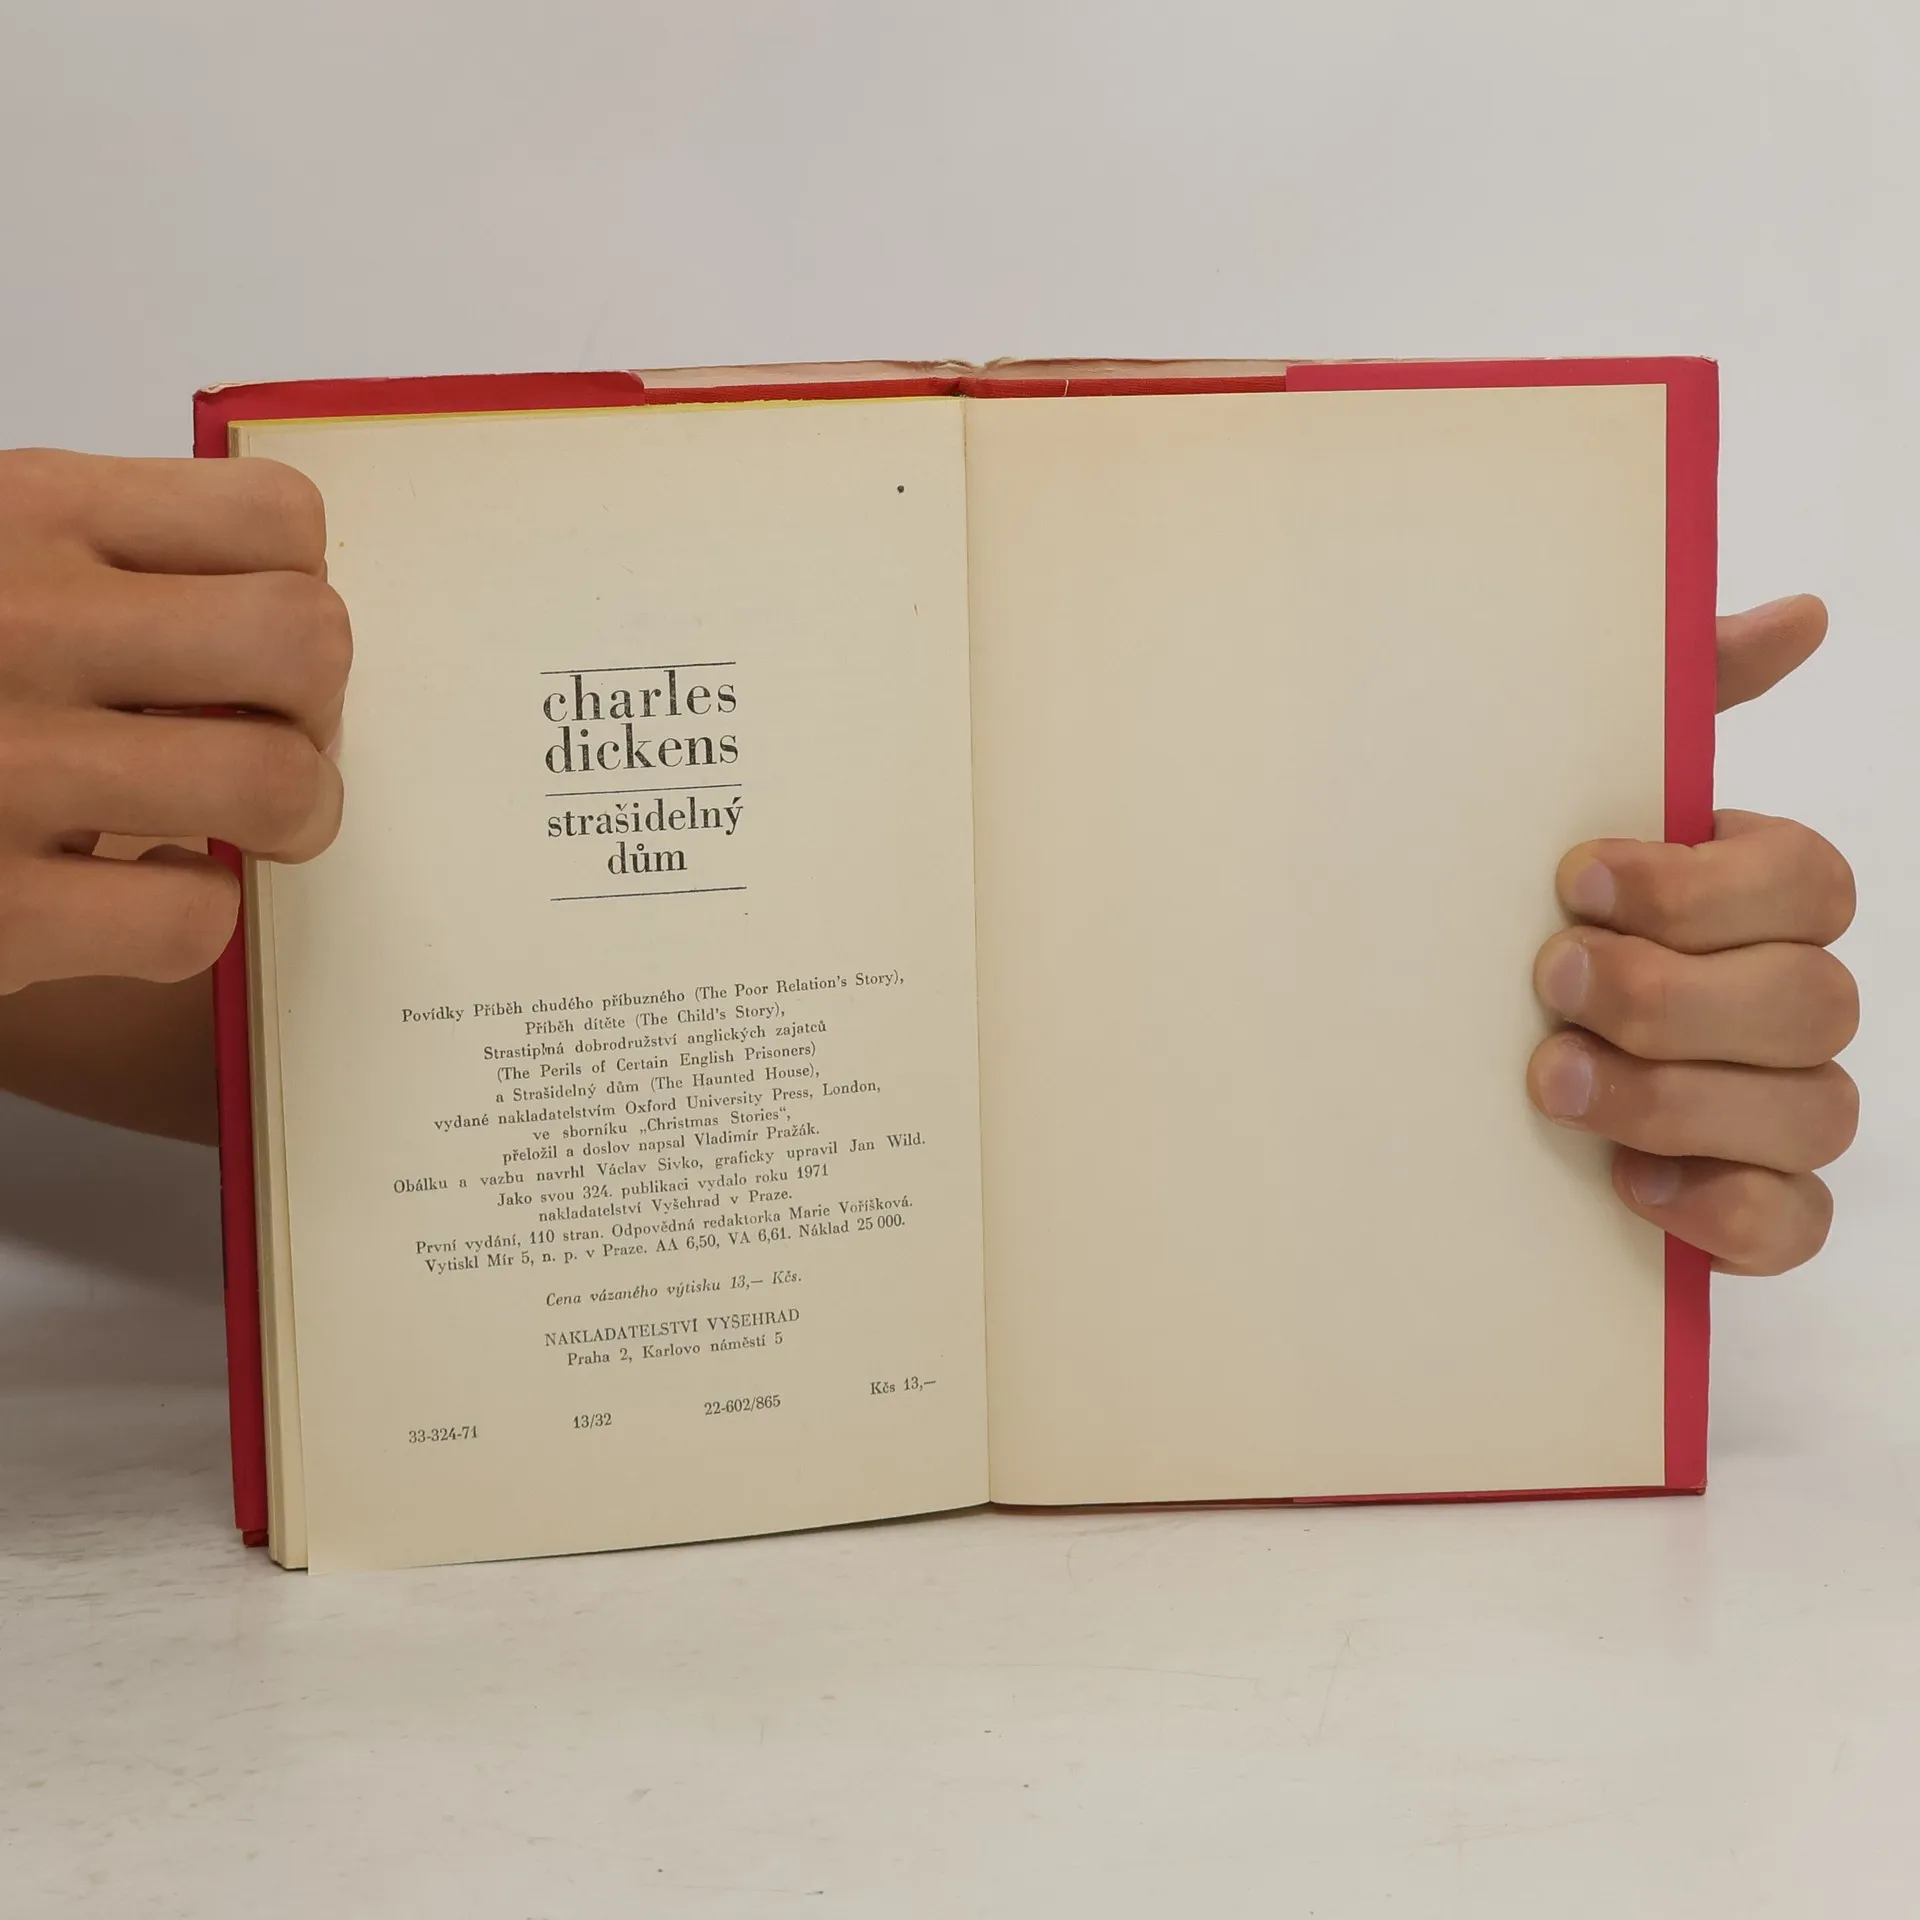 charles
dickens
strašidelný
dům
Povídky Příběh chudého příbuzného (The Poor Relation's Story),
Příběh dítěte (The Child's Story),
Strastiplná dobrodružství anglických zajatců
(The Perils of Certain English Prisoners)
a Strašidelný dům (The Haunted House),
vydané nakladatelstvím Oxford University Press, London,
ve sborníku „Christmas Stories“,
přeložil a doslov napsal Vladimír Pražák.
Obálku a vazbu navrhl Václav Sivko, graficky upravil Jan Wild.
Jako svou 324. publikaci vydalo roku 1971
nakladatelství Vyšehrad v Praze.
První vydání, 110 stran. Odpovědná redaktorka Marie Voříšková.
Vytiskl Mír 5, n. p. v Praze. AA 6,50, VA 6,61. Náklad 25 000.
Cena vázaného výtisku 13,— Kčs.
NAKLADATELSTVÍ VYŠEHRAD
Praha 2, Karlovo náměstí 5
33-324-71 13/32 22-602/865 Kčs 13,—